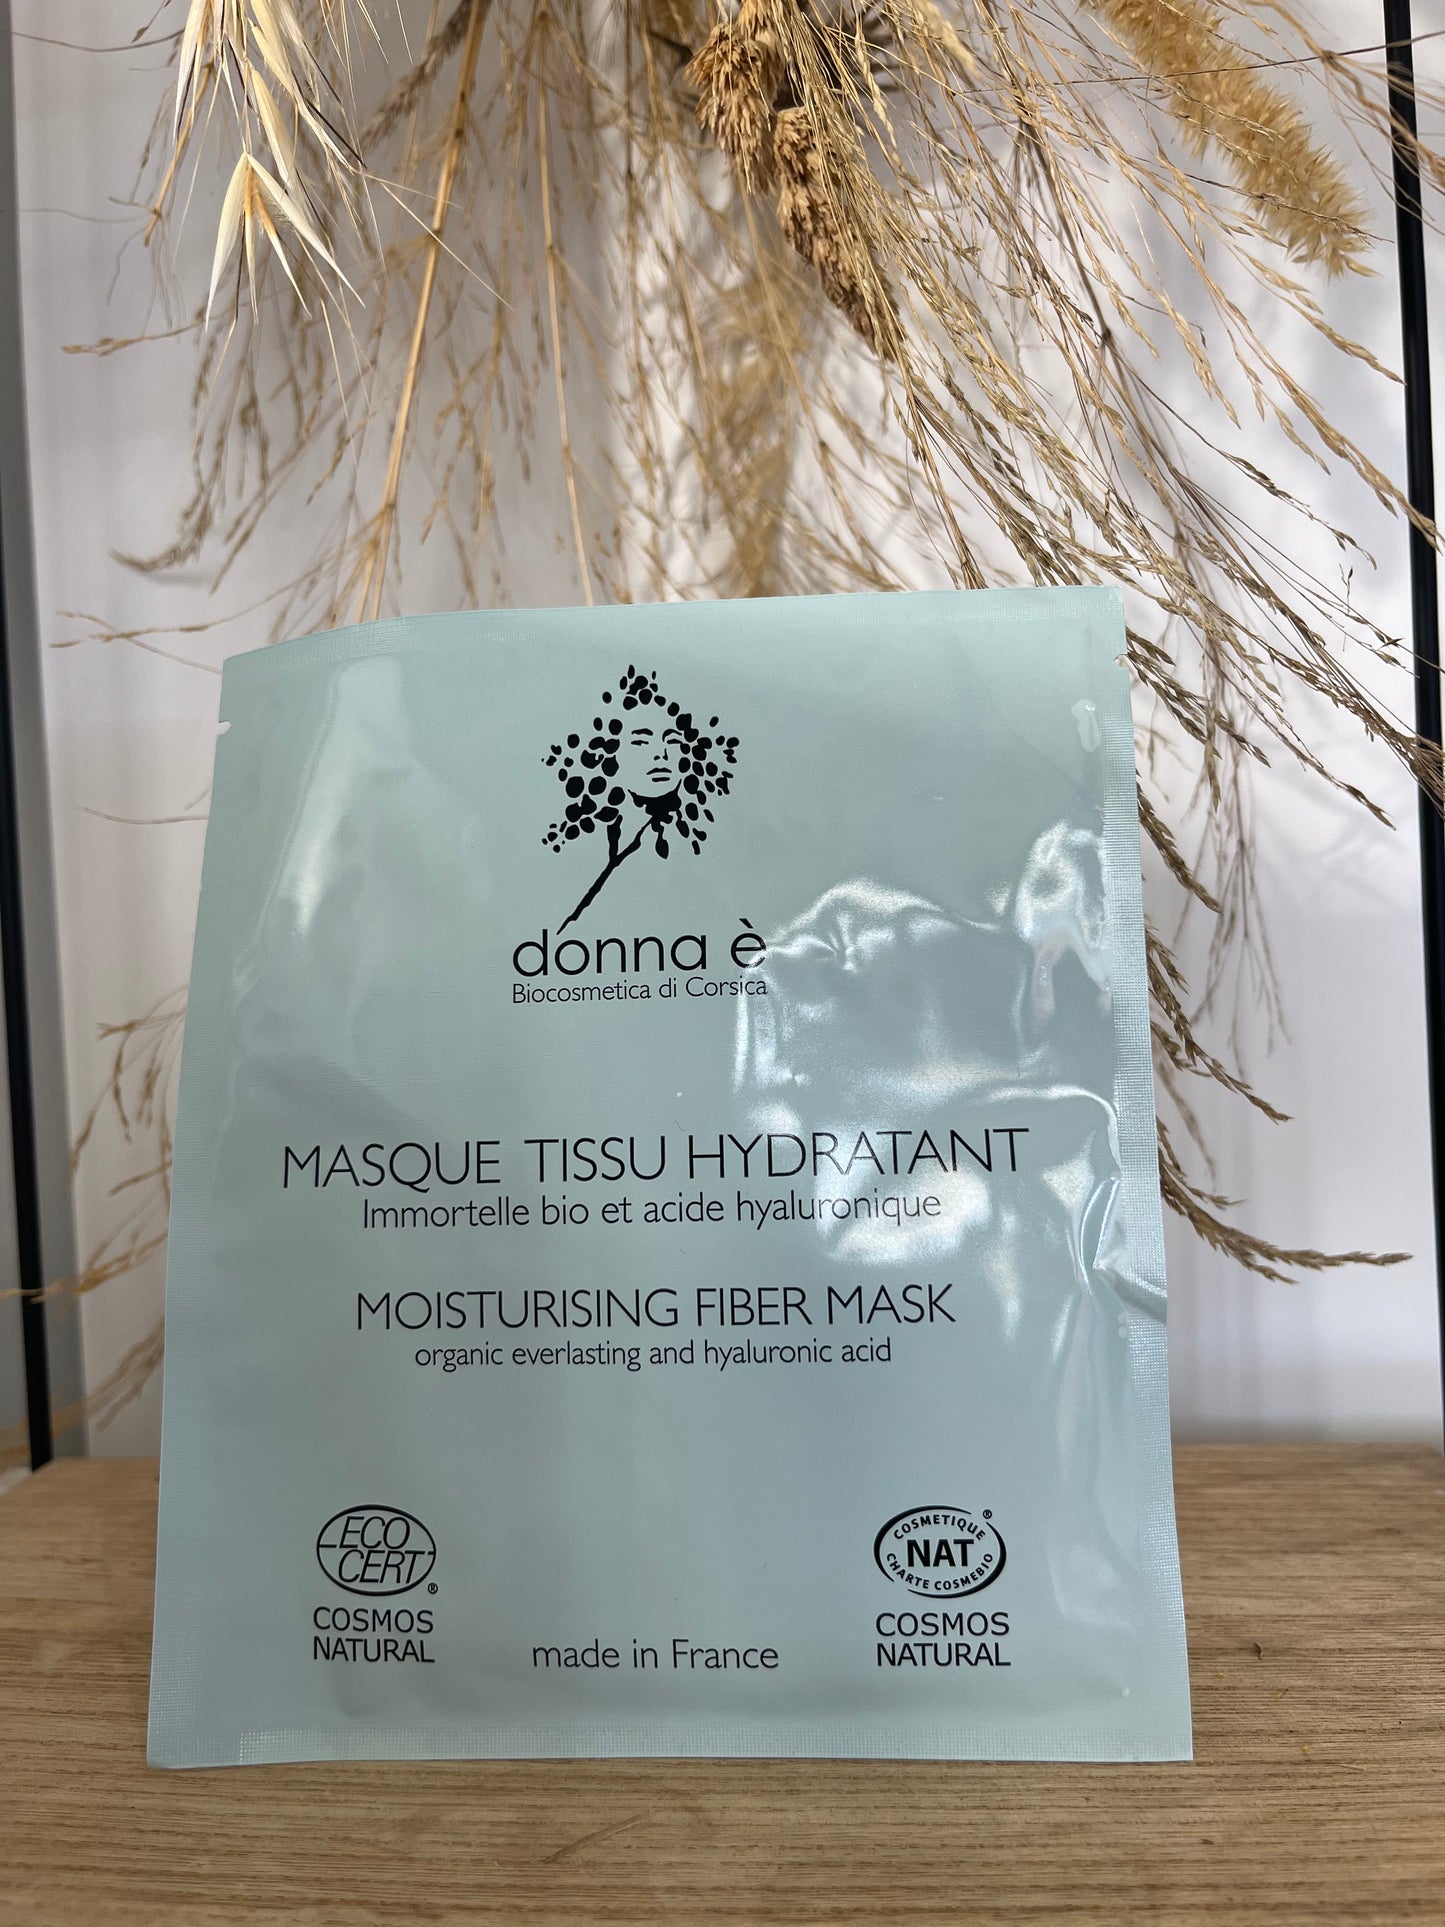 donna è
Biocosmetica di Corsica
MASQUE TISSU HYDRATANT
Immortelle bio et acide hyaluronique
MOISTURISING FIBER MASK
organic everlasting and hyaluronic acid
ECO
CERT®
COSMOS
NATURAL
made in France
COSMETIQUE ®
NAT
CHARTE COSMEBIO
COSMOS
NATURAL